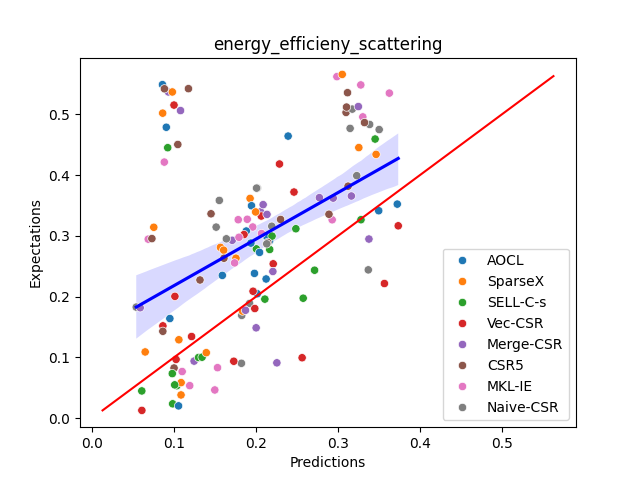 energy_efficieny_scattering
Expectations
0.5
0.4
0.3
0.2
0.1
0.0
0.0 0.1 0.2 0.3 0.4 0.5
Predictions
AOCL
SparseX
SELL-C-s
Vec-CSR
Merge-CSR
CSR5
MKL-IE
Naive-CSR